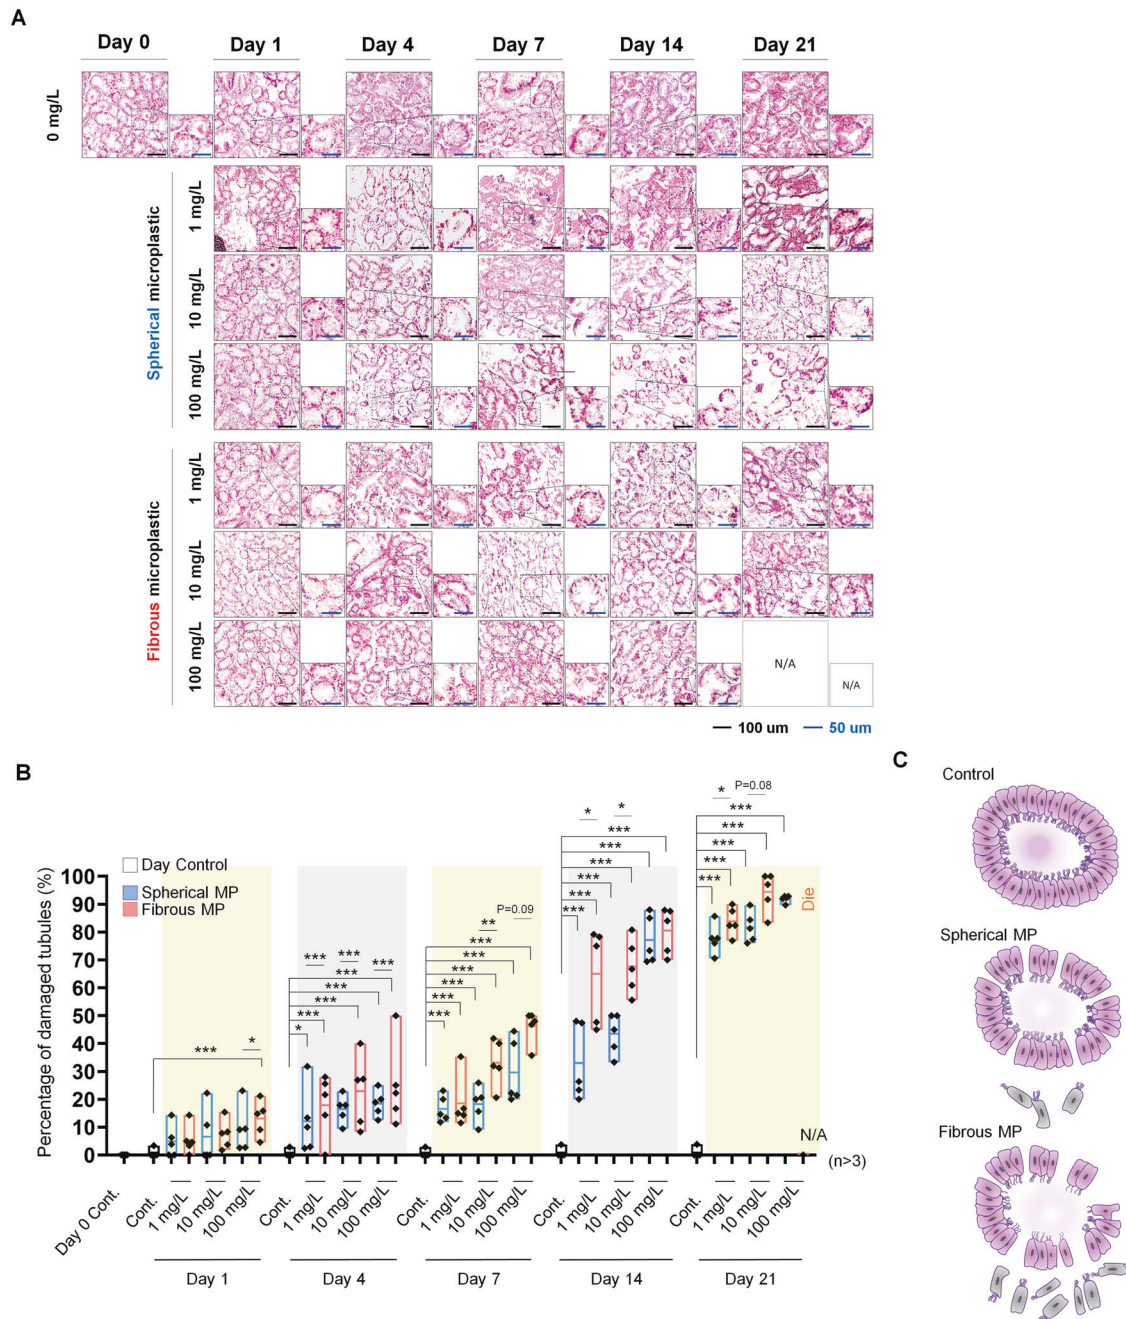 A
Day 0 Day 1 Day 4 Day 7 Day 14 Day 21
0 mg/L
Spherical microplastic
1 mg/L
10 mg/L
100 mg/L
Fibrous microplastic
1 mg/L
10 mg/L
100 mg/L
N/A
N/A
100 um 50 um
B
Percentage of damaged tubules (%)
Day Control
Spherical MP
Fibrous MP
100
90
80
70
60
50
40
30
20
10
0
*** *
* *** *** *** *** *** *** ***
*** *** *** *** *** *** ** P=0.09
*** *** *** *** *** *** * *
*** *** *** *** *** * P=0.08
Die
N/A
(n>3)
Day 0 Cont.
Cont. 1 mg/L 10 mg/L 100 mg/L
Cont. 1 mg/L 10 mg/L 100 mg/L
Cont. 1 mg/L 10 mg/L 100 mg/L
Cont. 1 mg/L 10 mg/L 100 mg/L
Cont. 1 mg/L 10 mg/L 100 mg/L
Day 1 Day 4 Day 7 Day 14 Day 21
C
Control
Spherical MP
Fibrous MP